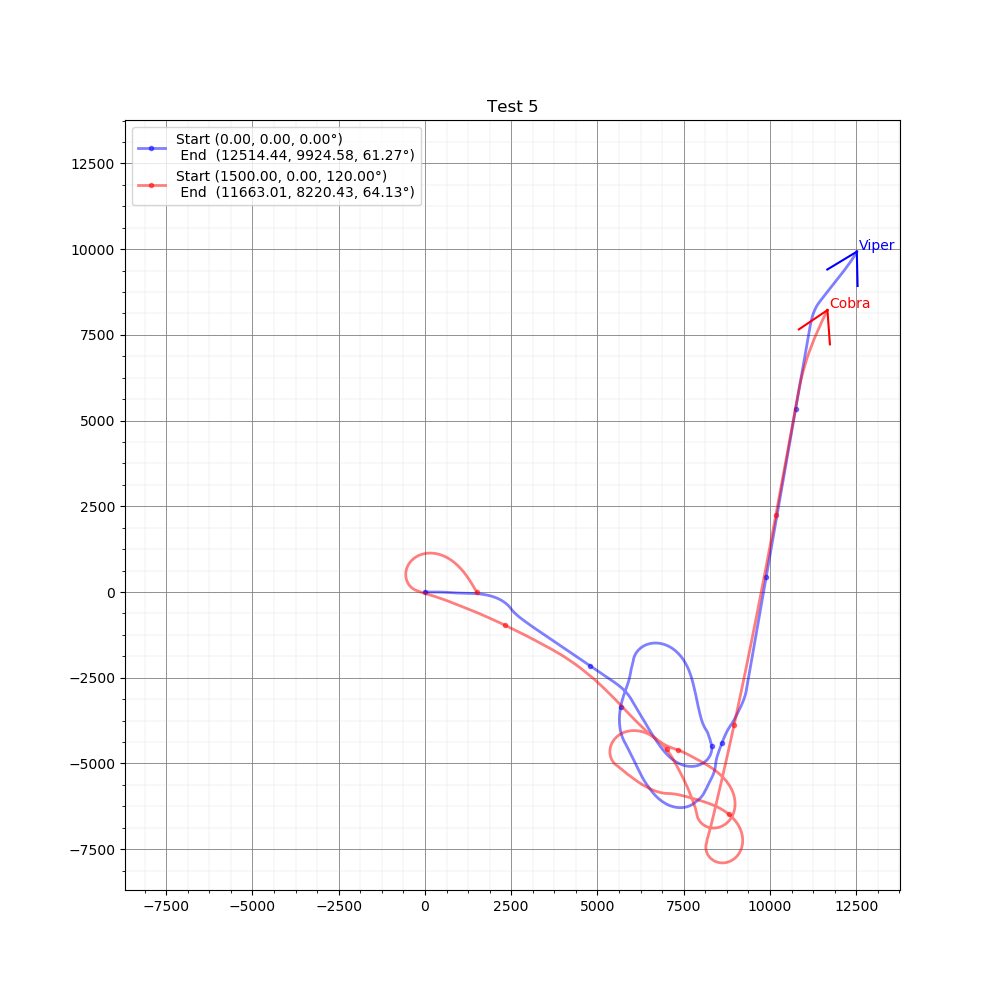 Test 5
Start (0.00, 0.00, 0.00°)
End (12514.44, 9924.58, 61.27°)
Start (1500.00, 0.00, 120.00°)
End (11663.01, 8220.43, 64.13°)
12500
10000
7500
5000
2500
0
−2500
−5000
−7500
Viper
Cobra
−7500 −5000 −2500 0 2500 5000 7500 10000 12500